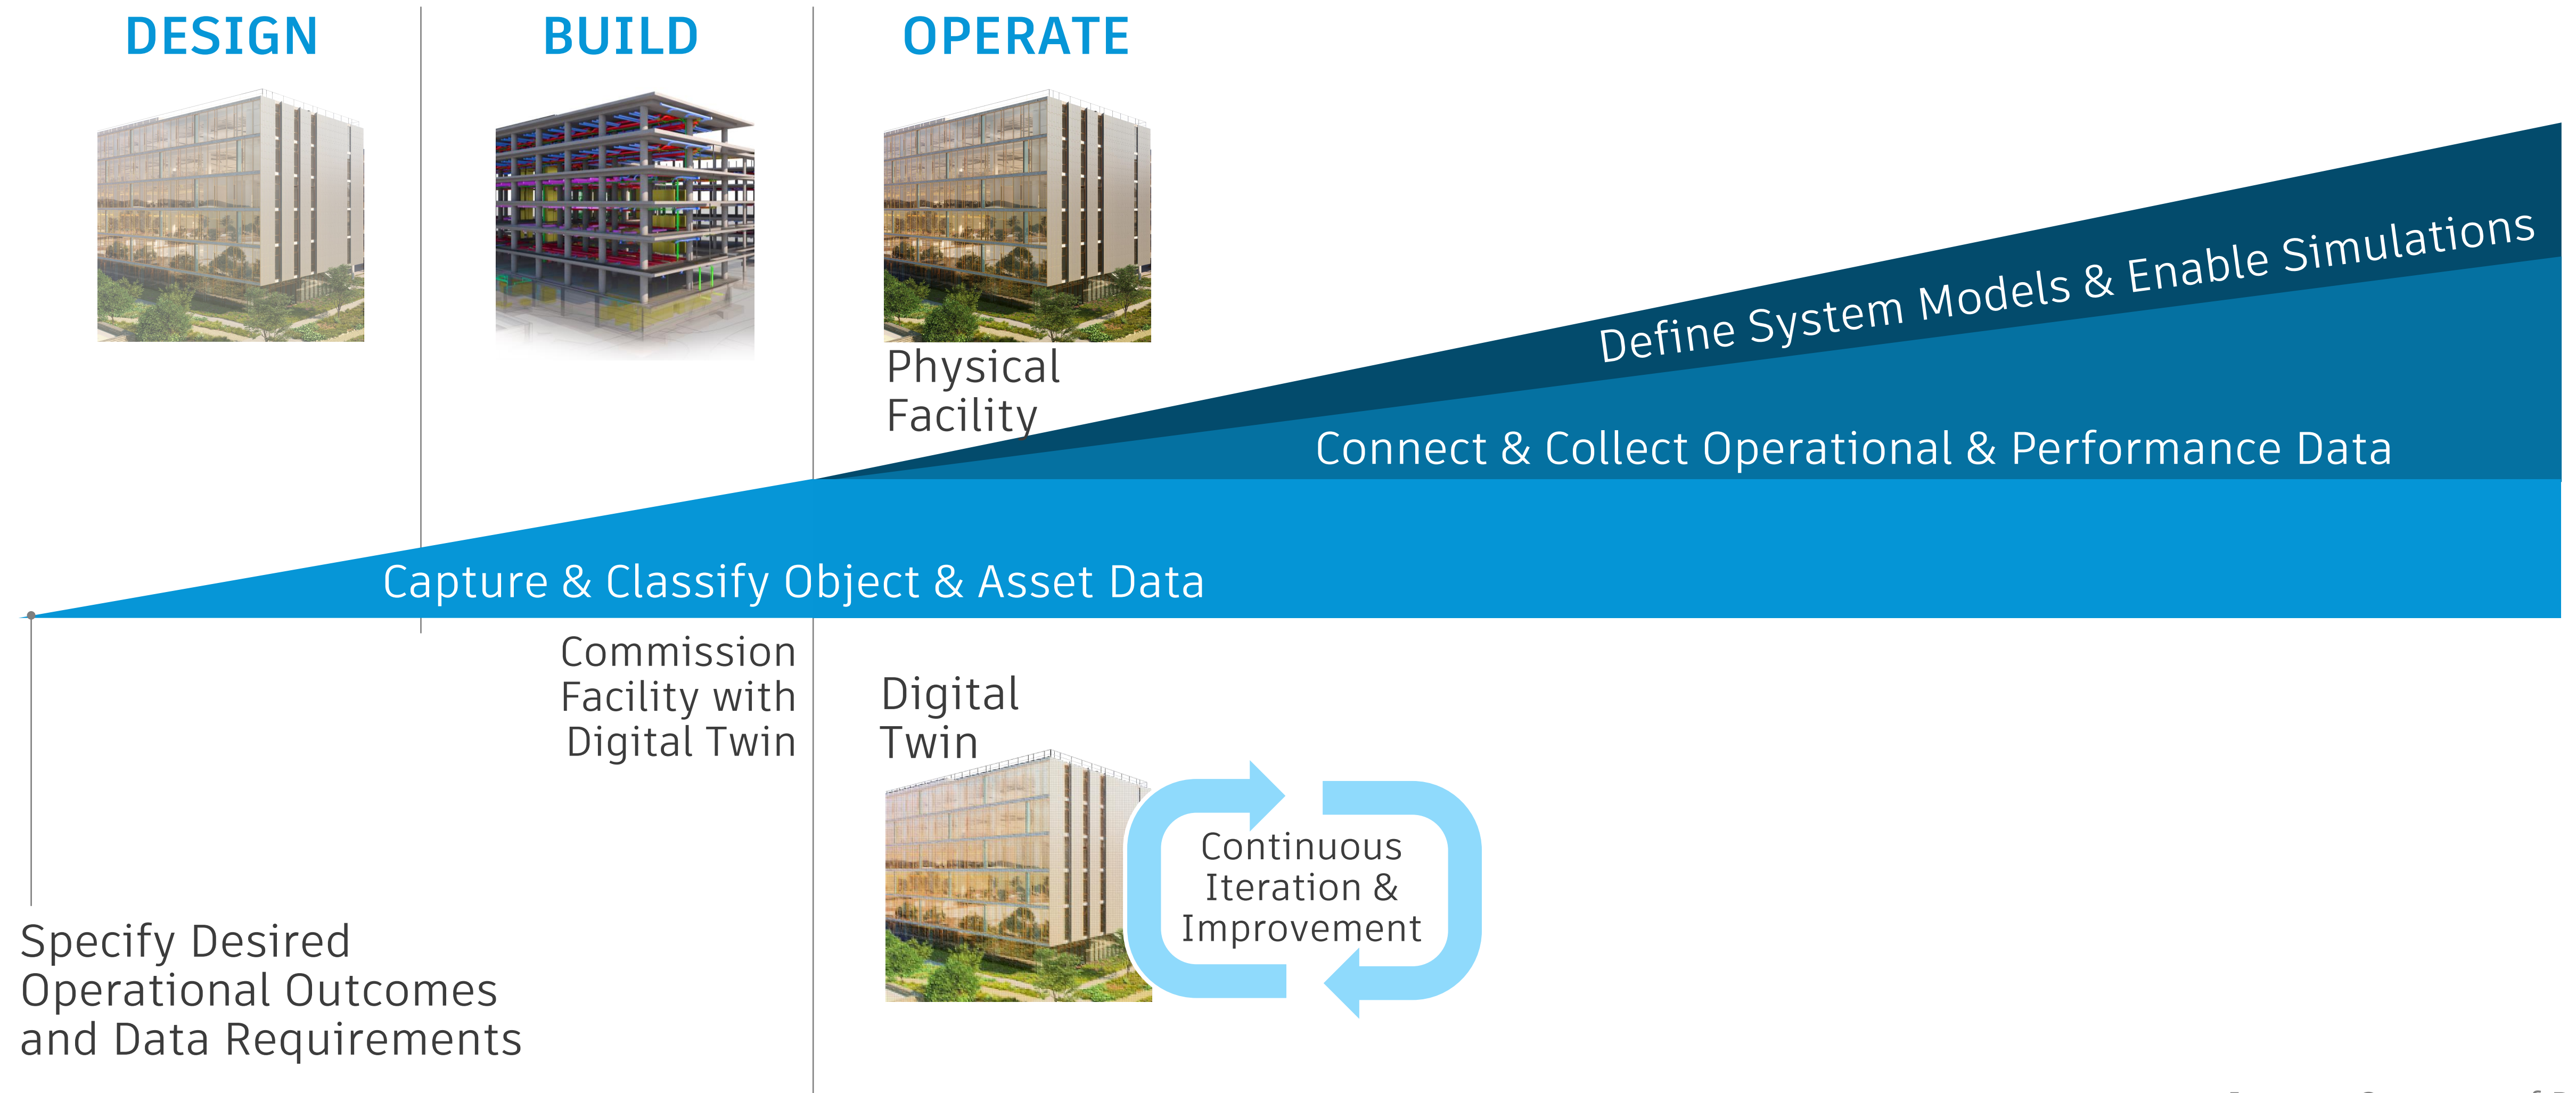 DESIGN
BUILD
OPERATE
Physical
Facility
Define System Models & Enable Simulations
Connect & Collect Operational & Performance Data
Capture & Classify Object & Asset Data
Commission
Facility with
Digital Twin
Digital
Twin
Continuous
Iteration &
Improvement
Specify Desired
Operational Outcomes
and Data Requirements